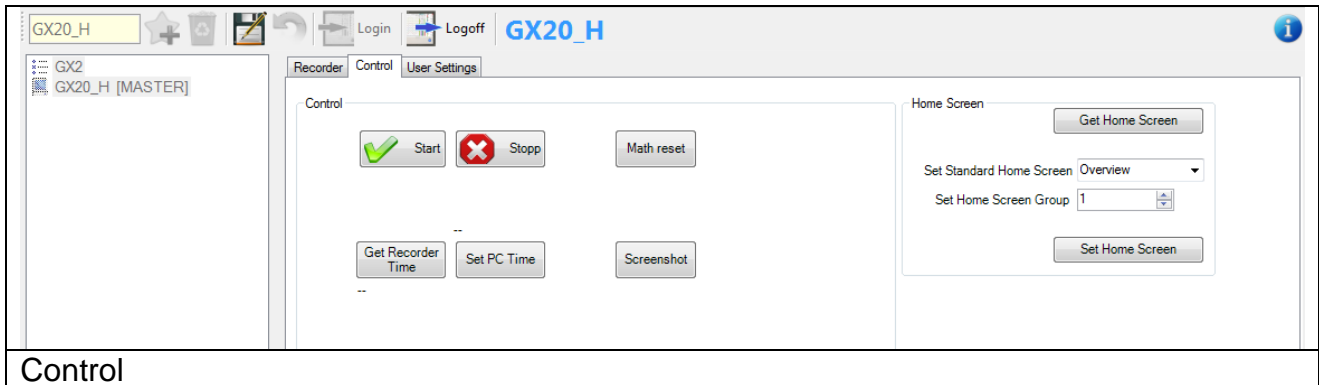 GX20_H Login Logoff GX20_H
GX2
GX20_H [MASTER]
Recorder Control User Settings
Control
Start Stopp Math reset
--
Get Recorder Time Set PC Time Screenshot
--
Home Screen
Get Home Screen
Set Standard Home Screen Overview
Set Home Screen Group 1
Set Home Screen
Control